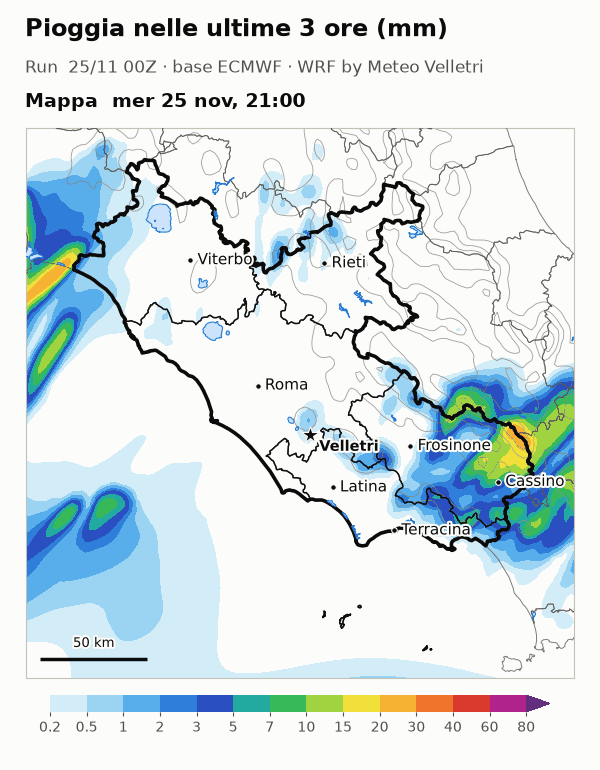 Pioggia nelle ultime 3 ore (mm)
Run 25/11 00Z · base ECMWF · WRF by Meteo Velletri
Mappa mer 25 nov, 21:00
Viterbo
Rieti
Roma
Velletri
Frosinone
Latina
Cassino
Terracina
50 km
0.2 0.5 1 2 3 5 7 10 15 20 30 40 60 80